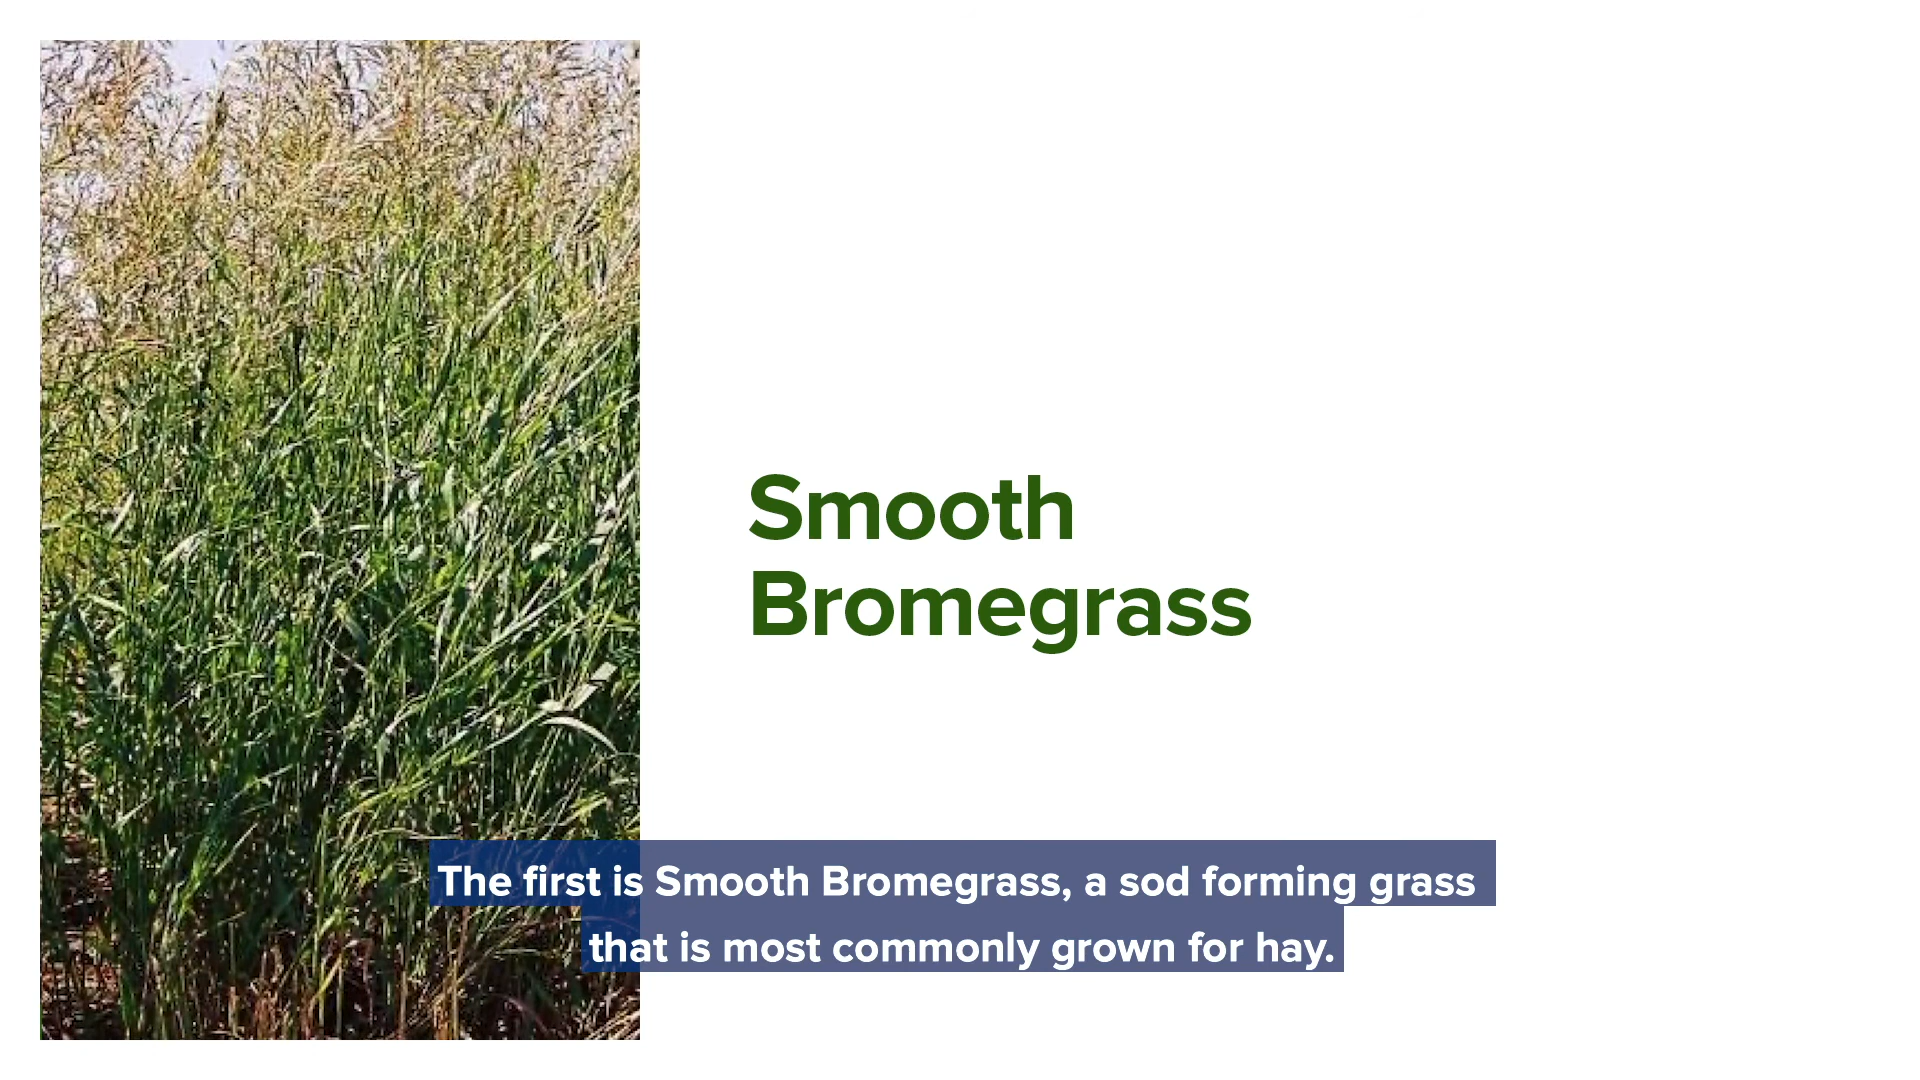 Smooth
Bromegrass
The first is Smooth Bromegrass, a sod forming grass
that is most commonly grown for hay.